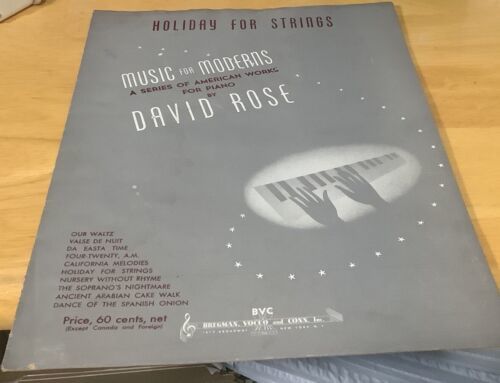 HOLIDAY FOR STRINGS
MUSIC FOR MODERNS
A SERIES OF AMERICAN WORKS
FOR PIANO
BY
DAVID ROSE
OUR WALTZ
VALSE DE NUIT
DA EASTA TIME
FOUR-TWENTY, A.M.
CALIFORNIA MELODIES
HOLIDAY FOR STRINGS
NURSERY WITHOUT RHYME
THE SOPRANO'S NIGHTMARE
ANCIENT ARABIAN CAKE WALK
DANCE OF THE SPANISH ONION
Price, 60 cents, net
(Except Canada and Foreign)
BVC
BREGMAN, VOCCO and CONN, Inc.
1619 BROADWAY NEW YORK N. Y.